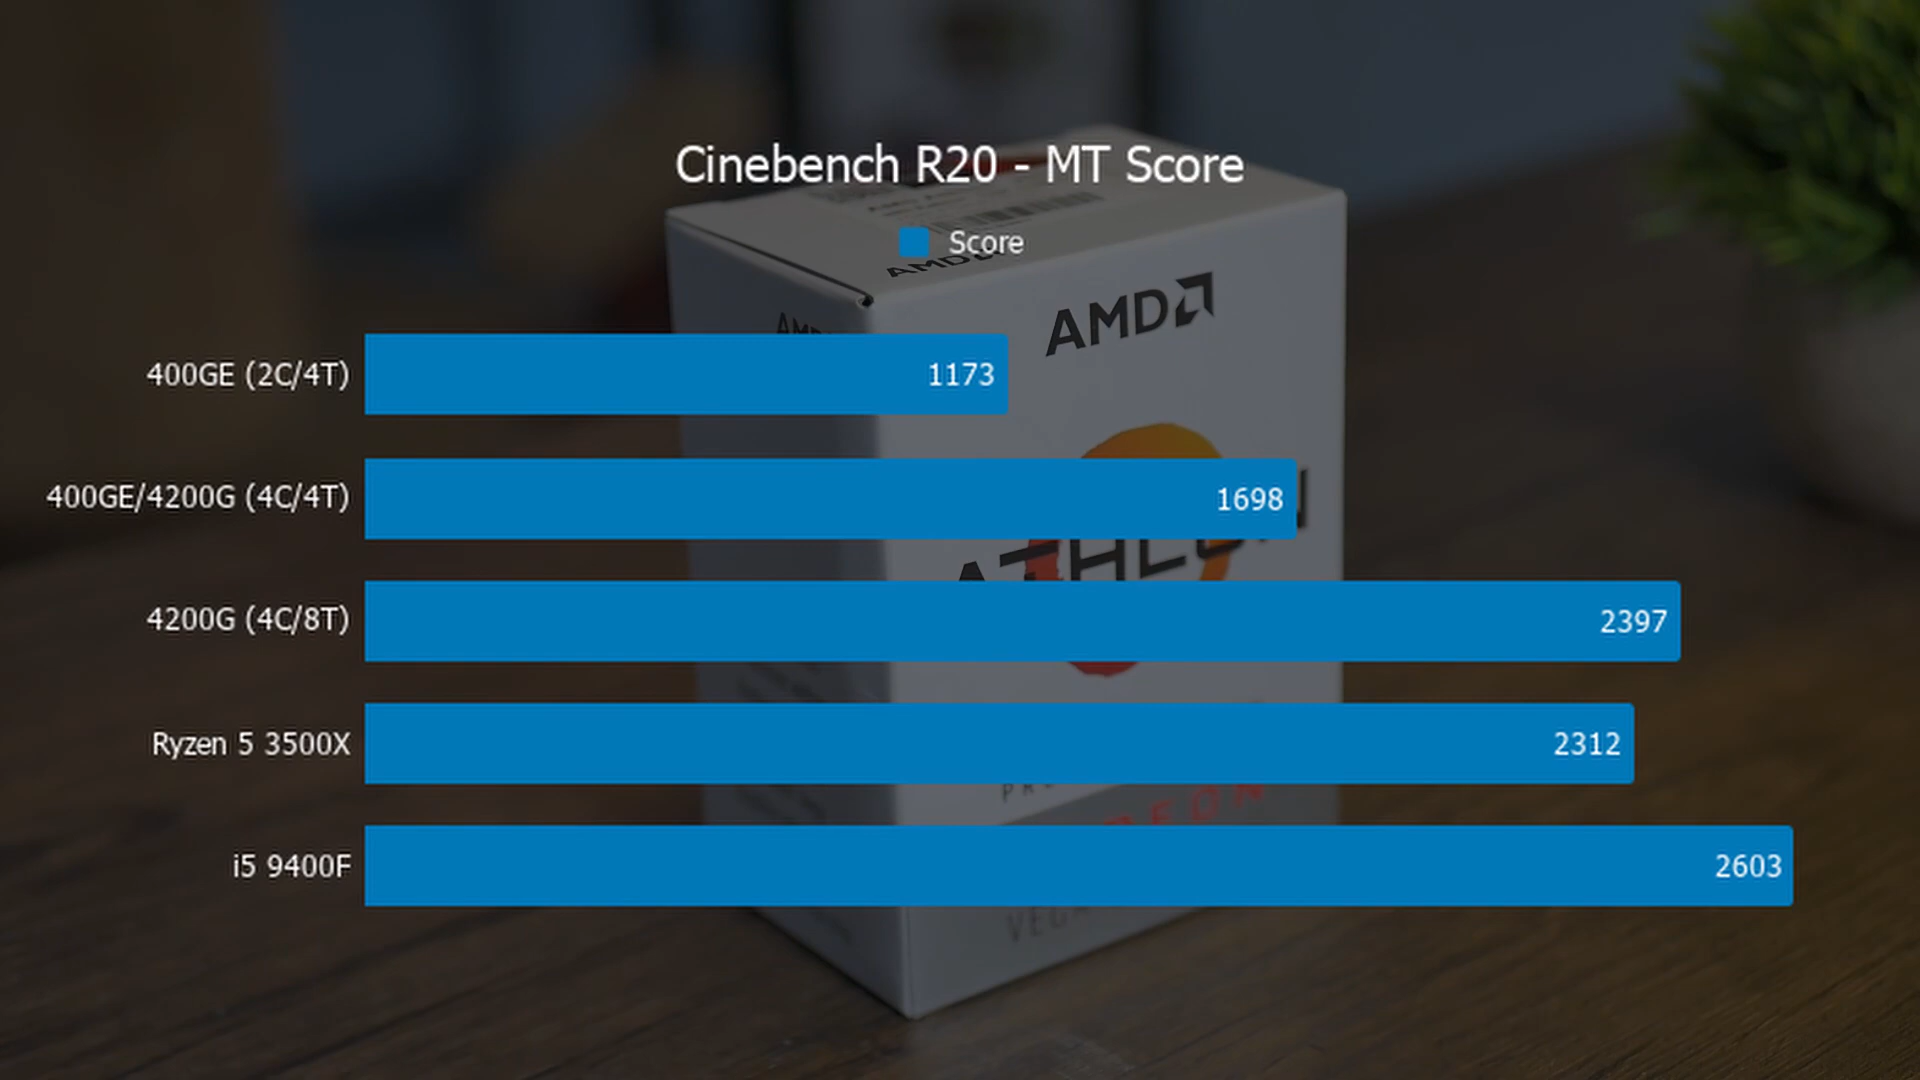 Cinebench R20 - MT Score
Score
AMD
AMD
400GE (2C/4T) 1173
400GE/4200G (4C/4T) 1698
4200G (4C/8T) 2397
Ryzen 5 3500X 2312
i5 9400F 2603